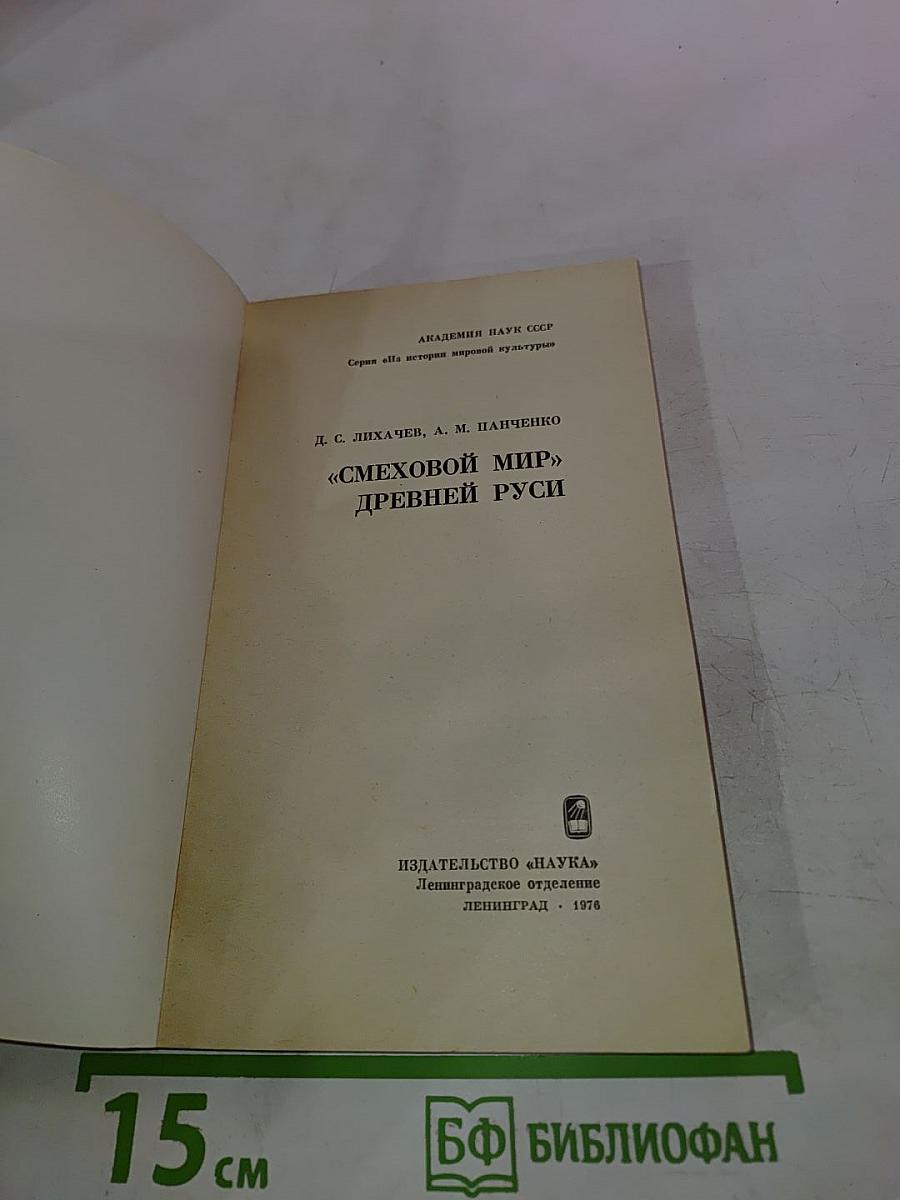 АКАДЕМИЯ НАУК СССР
Серия «Из истории мировой культуры»
Д. С. ЛИХАЧЕВ, А. М. ПАНЧЕНКО
«СМЕХОВОЙ МИР»
ДРЕВНЕЙ РУСИ
ИЗДАТЕЛЬСТВО «НАУКА»
Ленинградское отделение
ЛЕНИНГРАД · 1976
15 см
БФ БИБЛИОФАН